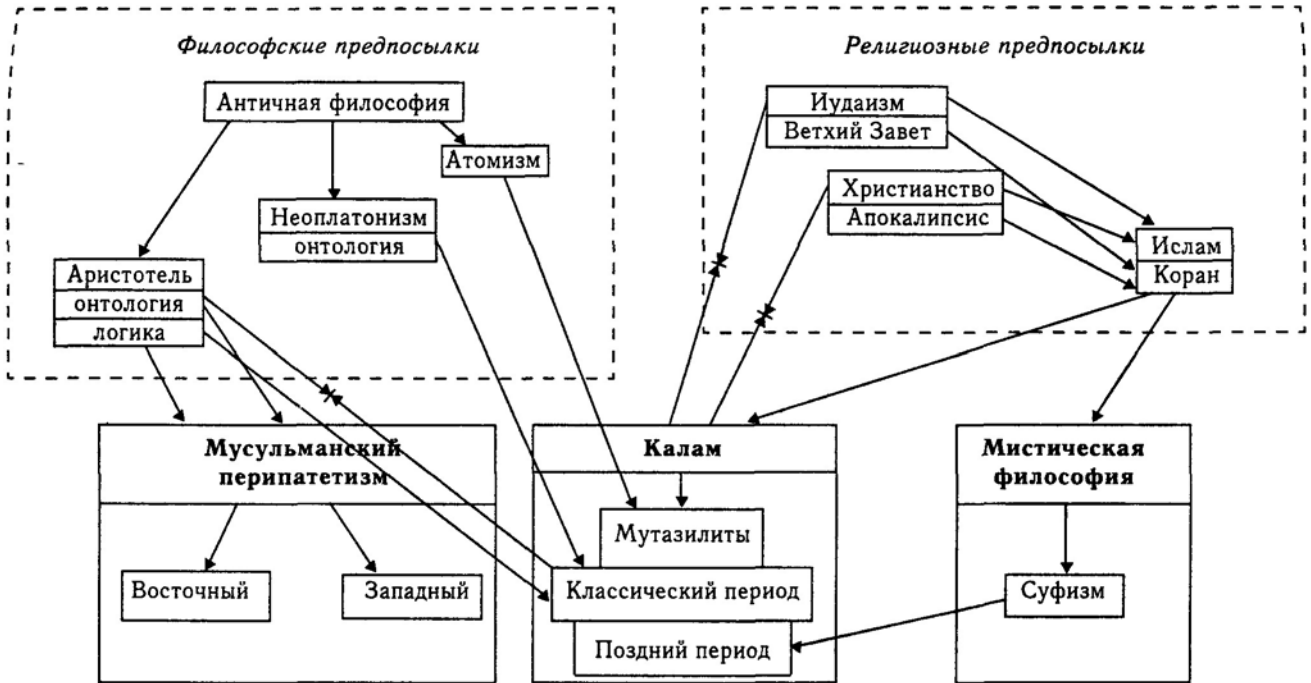 Философские предпосылки
Античная философия
Атомизм
Неоплатонизм
онтология
Аристотель
онтология
логика
Религиозные предпосылки
Иудаизм
Ветхий Завет
Христианство
Апокалипсис
Ислам
Коран
Мусульманский
перипатетизм
Восточный
Западный
Калам
Мутазилиты
Классический период
Поздний период
Мистическая
философия
Суфизм